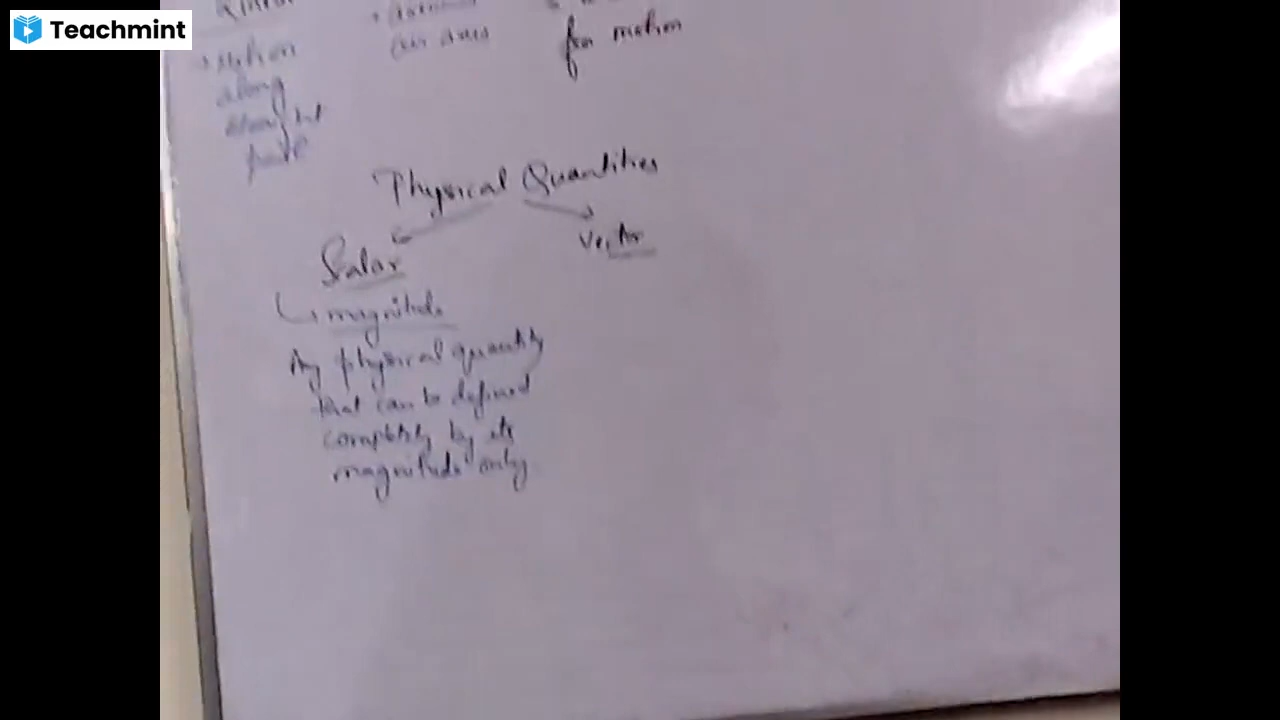 Teachmint
for motion
Motion
along
straight
path
Physical Quantities
Scalar
Vector
magnitude
Any physical quantity
that can be defined
completely by its
magnitude only